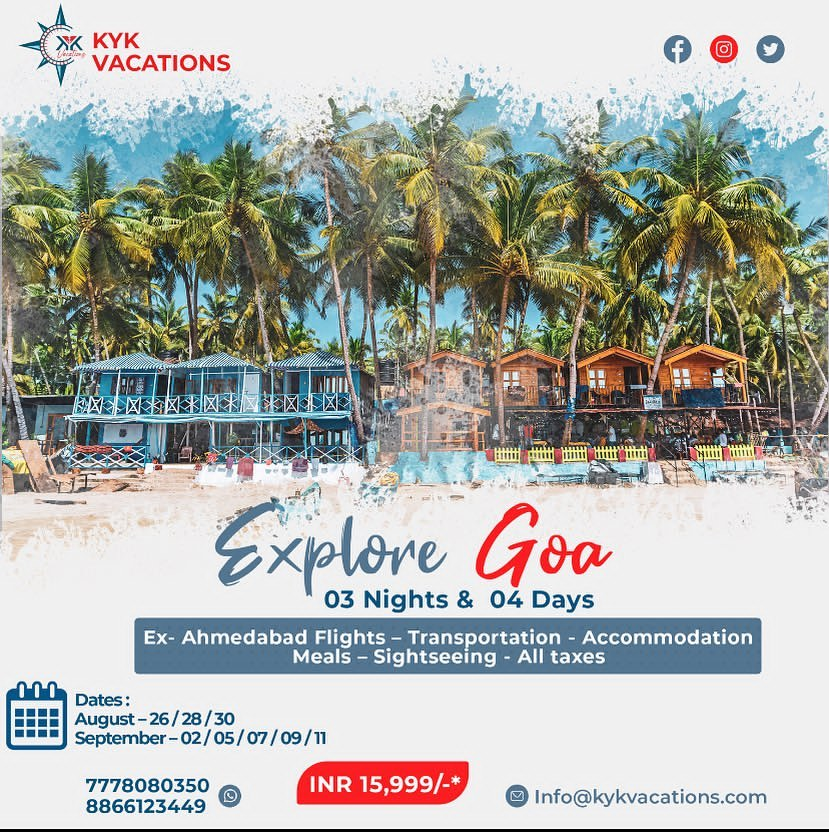 KYK
VACATIONS
Explore Goa
03 Nights & 04 Days
Ex- Ahmedabad Flights – Transportation - Accommodation
Meals – Sightseeing - All taxes
Dates :
August – 26 / 28 / 30
September – 02 / 05 / 07 / 09 / 11
7778080350
8866123449
INR 15,999/-*
Info@kykvacations.com